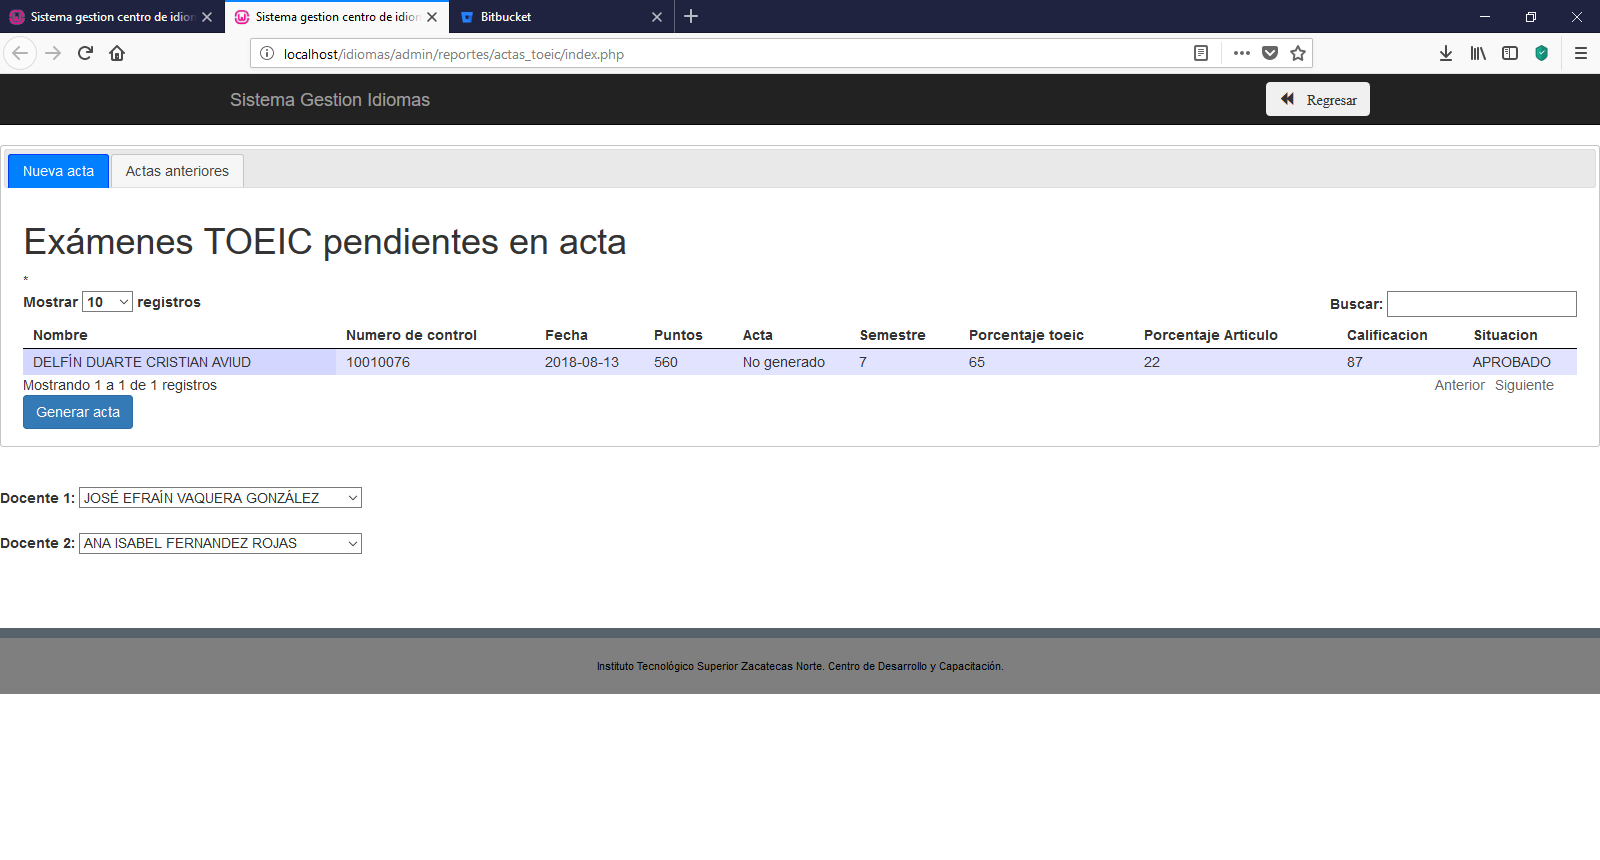 Sistema gestion centro de idiom
Sistema gestion centro de idiom
Bitbucket
localhost/idiomas/admin/reportes/actas_toeic/index.php
Sistema Gestion Idiomas
Regresar
Nueva acta
Actas anteriores
Exámenes TOEIC pendientes en acta
*
Mostrar 10 registros
Buscar:
Nombre Numero de control Fecha Puntos Acta Semestre Porcentaje toeic Porcentaje Articulo Calificacion Situacion
DELFÍN DUARTE CRISTIAN AVIUD 10010076 2018-08-13 560 No generado 7 65 22 87 APROBADO
Mostrando 1 a 1 de 1 registros
Anterior Siguiente
Generar acta
Docente 1: JOSÉ EFRAÍN VAQUERA GONZÁLEZ
Docente 2: ANA ISABEL FERNANDEZ ROJAS
Instituto Tecnológico Superior Zacatecas Norte. Centro de Desarrollo y Capacitación.